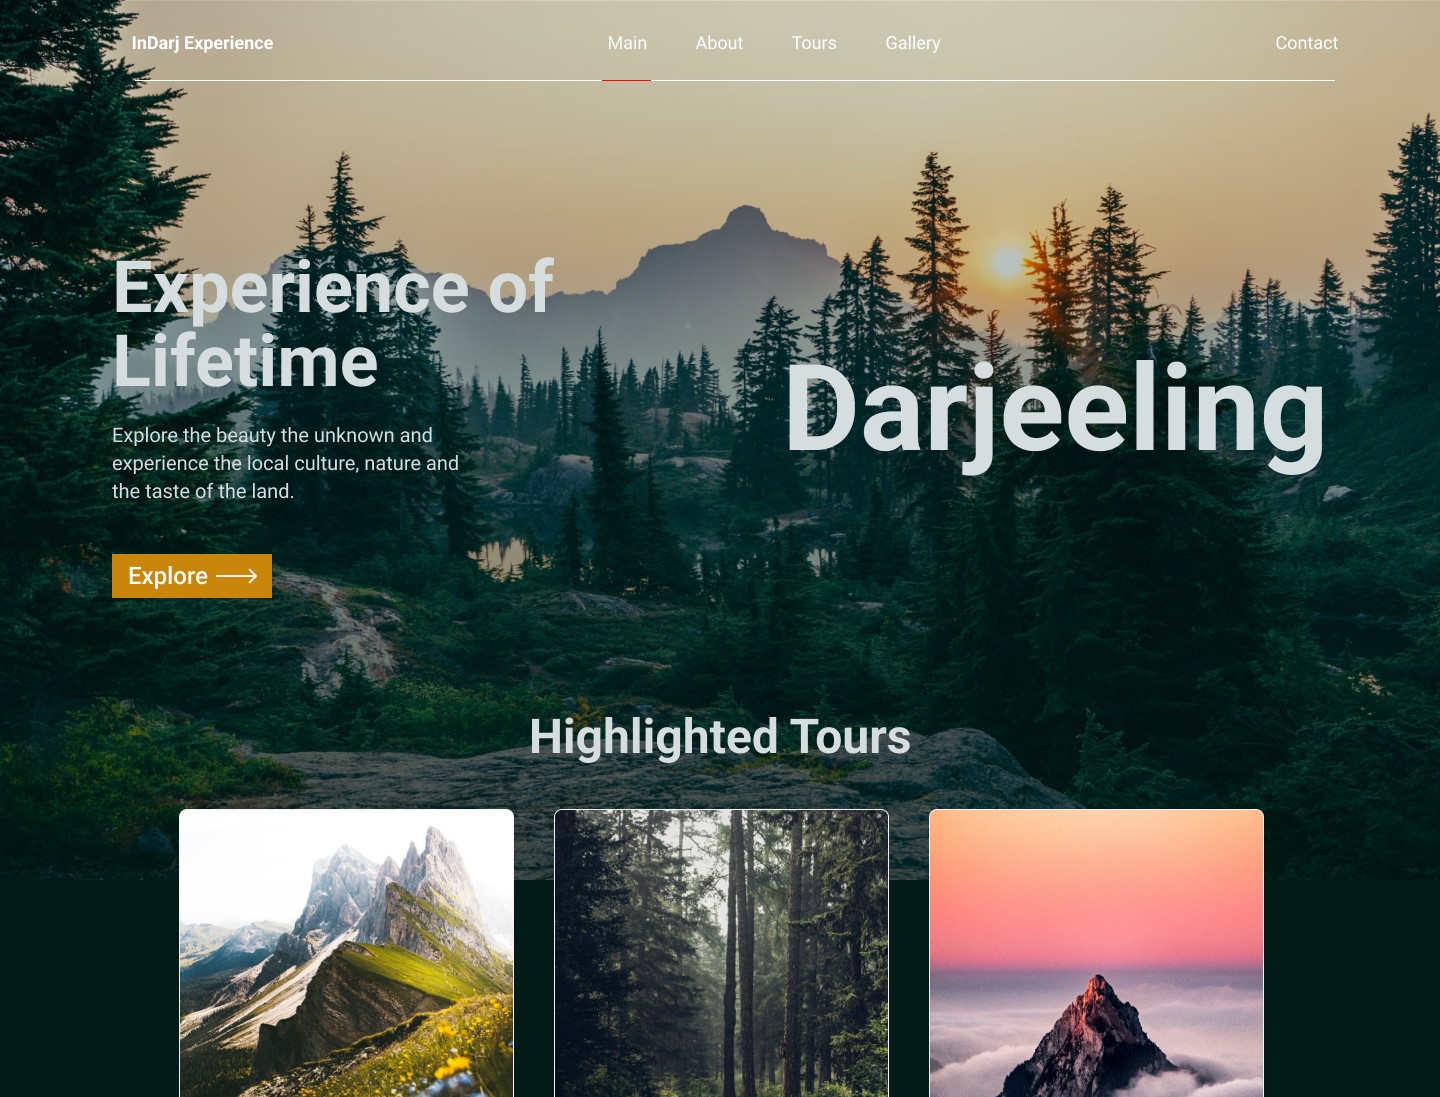 InDarj Experience
Main
About
Tours
Gallery
Contact
Experience of
Lifetime
Explore the beauty the unknown and
experience the local culture, nature and
the taste of the land.
Explore
Darjeeling
Highlighted Tours